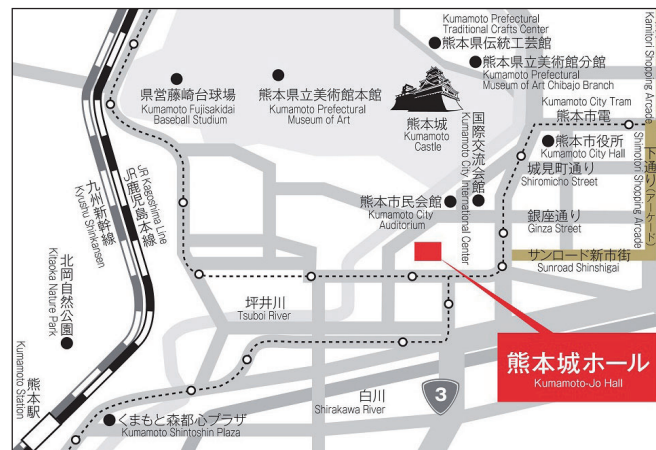 Kumamoto Prefectural
Traditional Crafts Center
熊本県伝統工芸館
熊本県立美術館分館
Kumamoto Prefectural
Museum of Art Chibajo Branch
県営藤崎台球場
Kumamoto Fujisakidai
Baseball Studium
熊本県立美術館本館
Kumamoto Prefectural
Museum of Art
熊本城
Kumamoto
Castle
国際交流会館
Kumamoto City International Center
Kumamoto City Tram
熊本市電
Kamitori Shopping Arcade
熊本市役所
Kumamoto City Hall
下通り(アーケード)
Shimotori Shopping Arcade
城見町通り
Shiromicho Street
熊本市民会館
Kumamoto City
Auditorium
銀座通り
Ginza Street
サンロード新市街
Sunroad Shinshigai
JR Kagoshima Line
JR鹿児島本線
九州新幹線
Kyushu Shinkansen
北岡自然公園
Kitaoka Nature Park
坪井川
Tsuboi River
熊本城ホール
Kumamoto-Jo Hall
熊本駅
Kumamoto Station
白川
Shirakawa River
3
くまもと森都心プラザ
Kumamoto Shintoshin Plaza